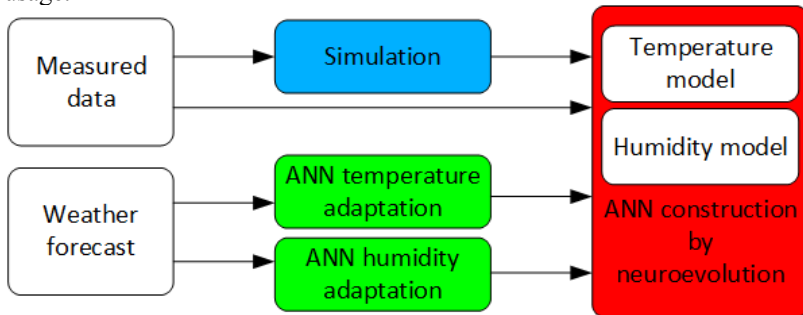 usage.
Measured
data
Simulation
Temperature
model
Humidity model
Weather
forecast
ANN temperature
adaptation
ANN humidity
adaptation
ANN construction
by
neuroevolution